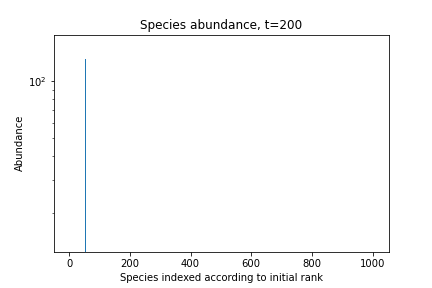 Species abundance, t=200
10²
Abundance
0 200 400 600 800 1000
Species indexed according to initial rank